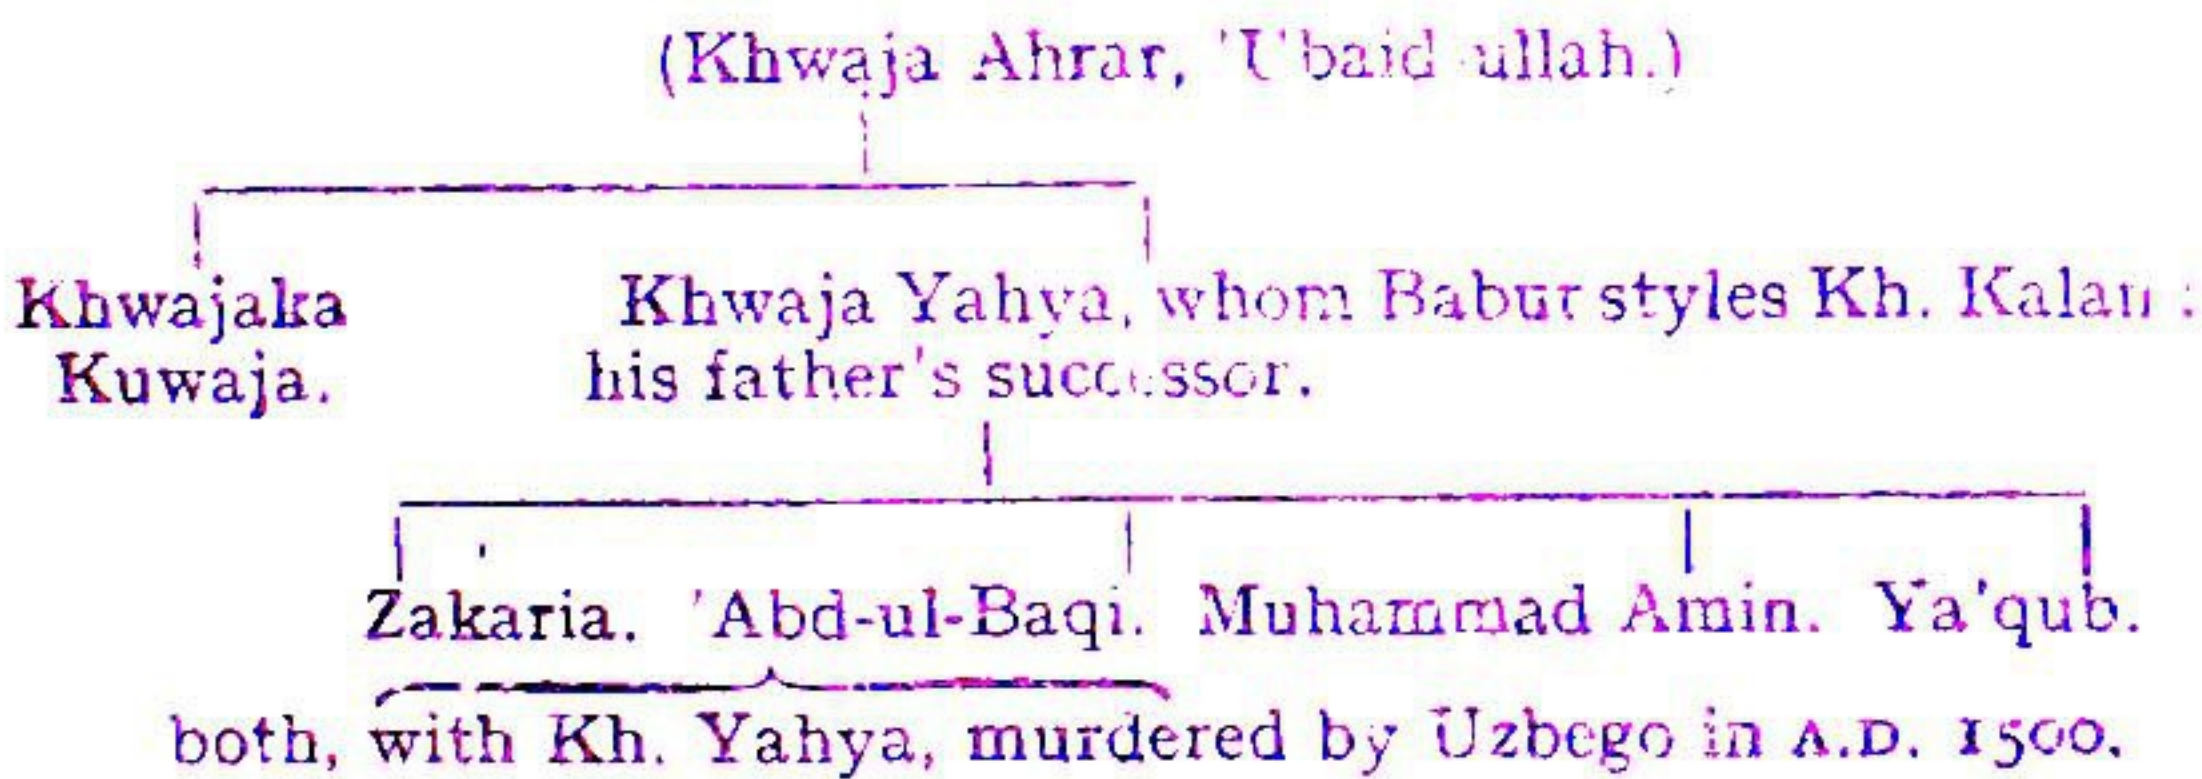 (Khwaja Ahrar, 'Ubaid ullah.)
Khwajaka Khwaja Yahya, whom Babur styles Kh. Kalan :
Kuwaja. his father's successor.
Zakaria. 'Abd-ul-Baqi. Muhammad Amin. Ya'qub.
both, with Kh. Yahya, murdered by Uzbego in A.D. 1500.